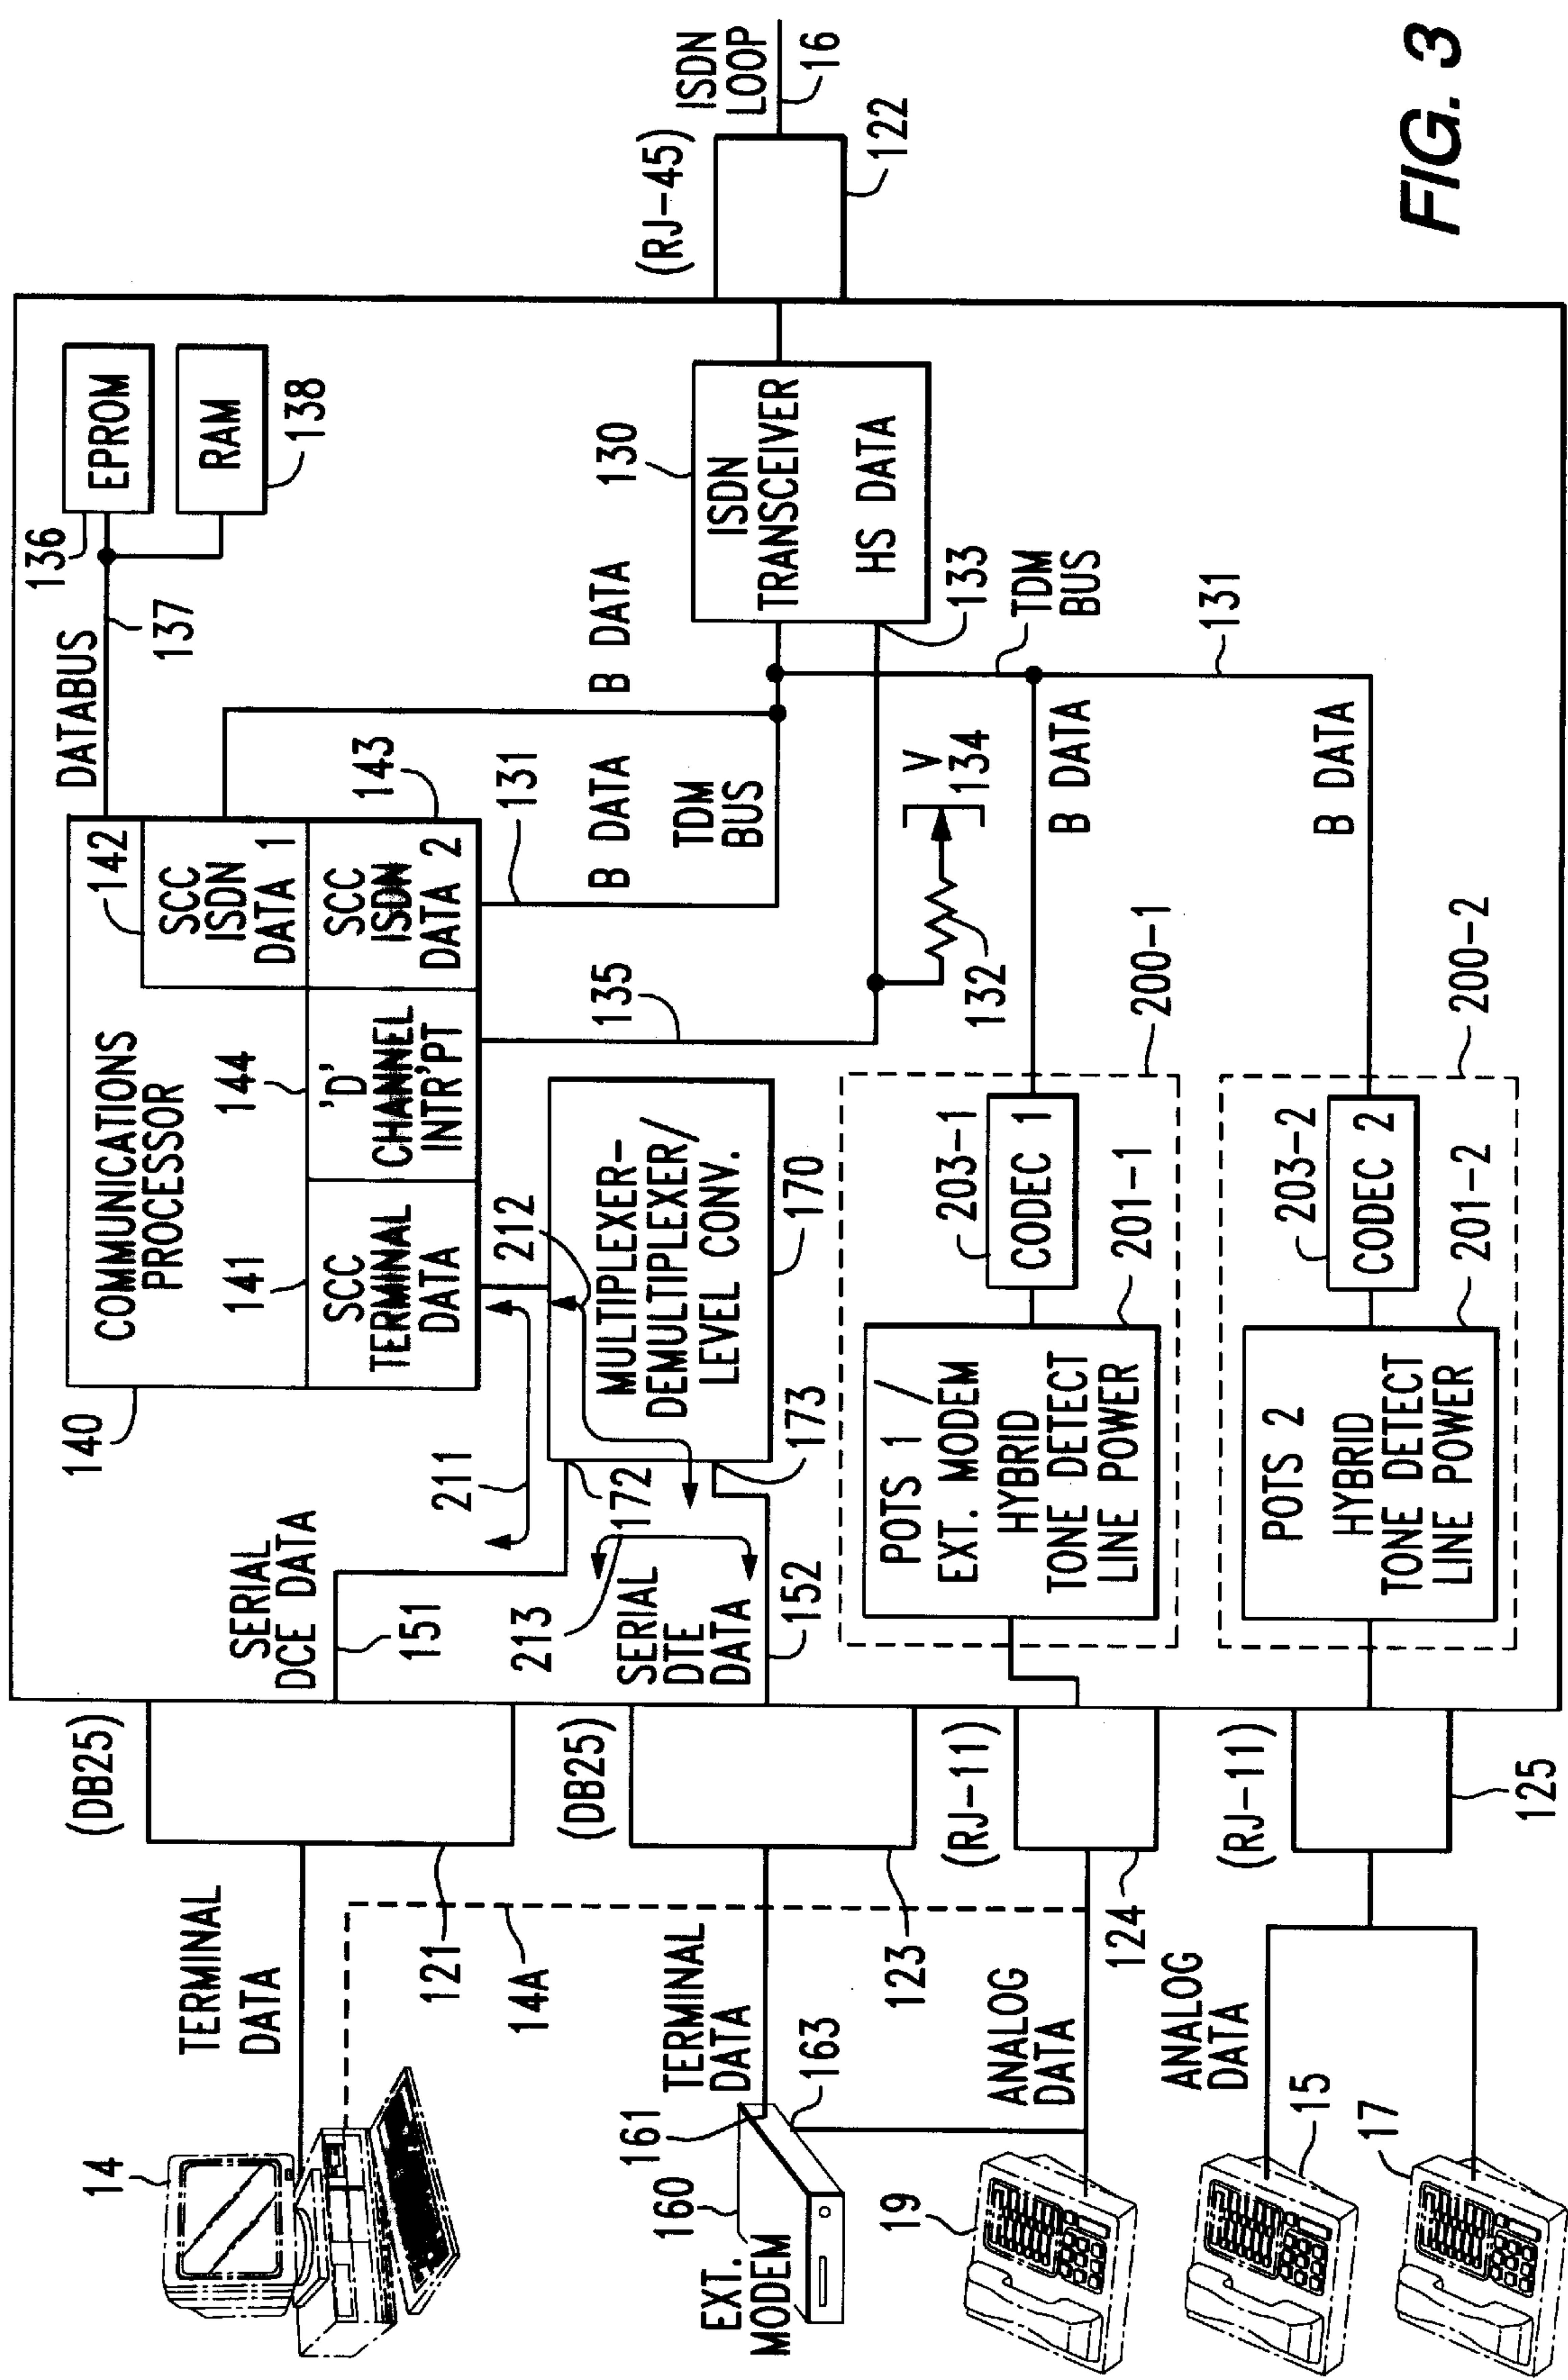 TERMINAL
DATA
14
(DB25)
121
14A
SERIAL
DCE DATA
151
140
COMMUNICATIONS
PROCESSOR
141
144
142
SCC
TERMINAL
DATA
'D'
CHANNEL
INTR'PT
SCC
ISDN
DATA 1
SCC
ISDN
DATA 2
143
DATABUS
137
136
EPROM
RAM
138
211
212
172
213
MULTIPLEXER-
DEMULTIPLEXER/
LEVEL CONV.
170
173
135
131
B DATA
TDM
BUS
B DATA
130
ISDN
TRANSCEIVER
HS DATA
133
(RJ-45)
ISDN
LOOP
16
122
TERMINAL
DATA
161
160
EXT.
MODEM
163
(DB25)
123
SERIAL
DTE
DATA
152
132
V
134
TDM
BUS
131
B DATA
ANALOG
DATA
19
(RJ-11)
124
POTS 1 /
EXT. MODEM
HYBRID
TONE DETECT
LINE POWER
203-1
CODEC 1
201-1
200-1
ANALOG
DATA
15
17
(RJ-11)
125
POTS 2
HYBRID
TONE DETECT
LINE POWER
203-2
CODEC 2
201-2
200-2
B DATA
FIG. 3